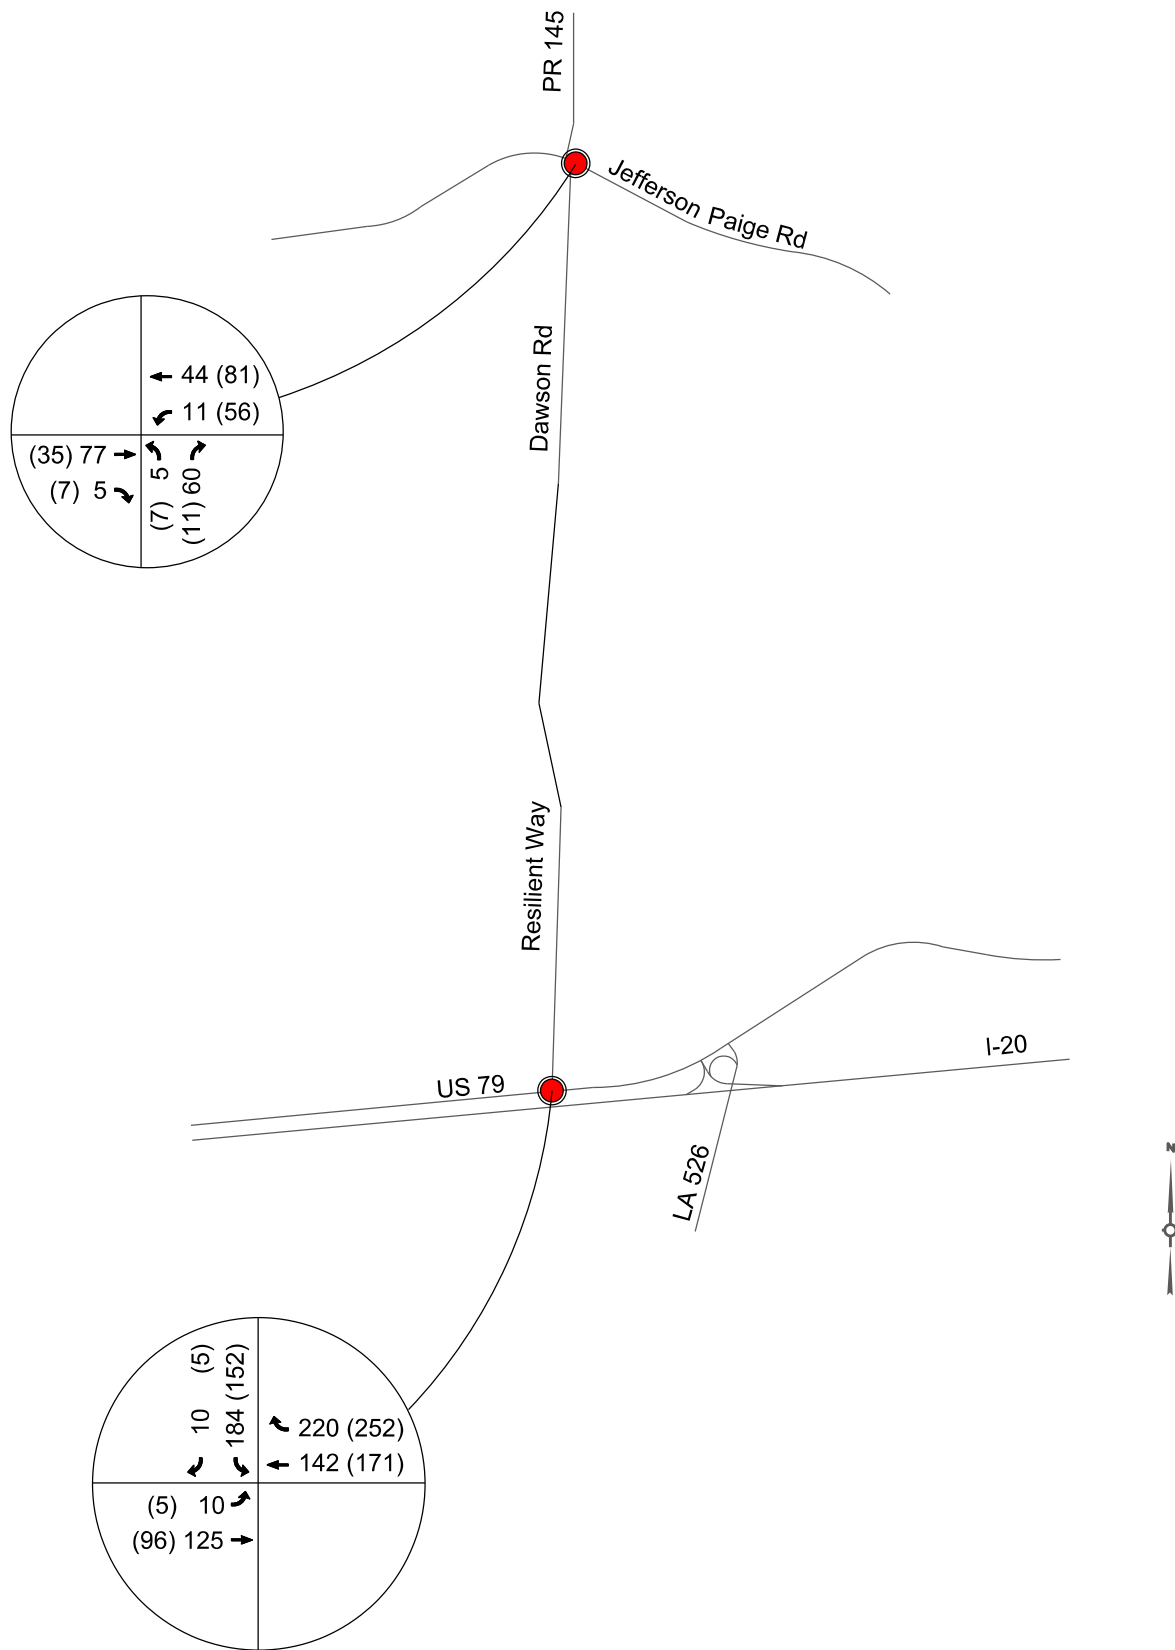 PR 145
Jefferson Paige Rd
Dawson Rd
44 (81)
11 (56)
(35) 77
(7) 5
(7) 5
(11) 60
Resilient Way
I-20
US 79
LA 526
N
10 (5)
184 (152)
220 (252)
142 (171)
(5) 10
(96) 125